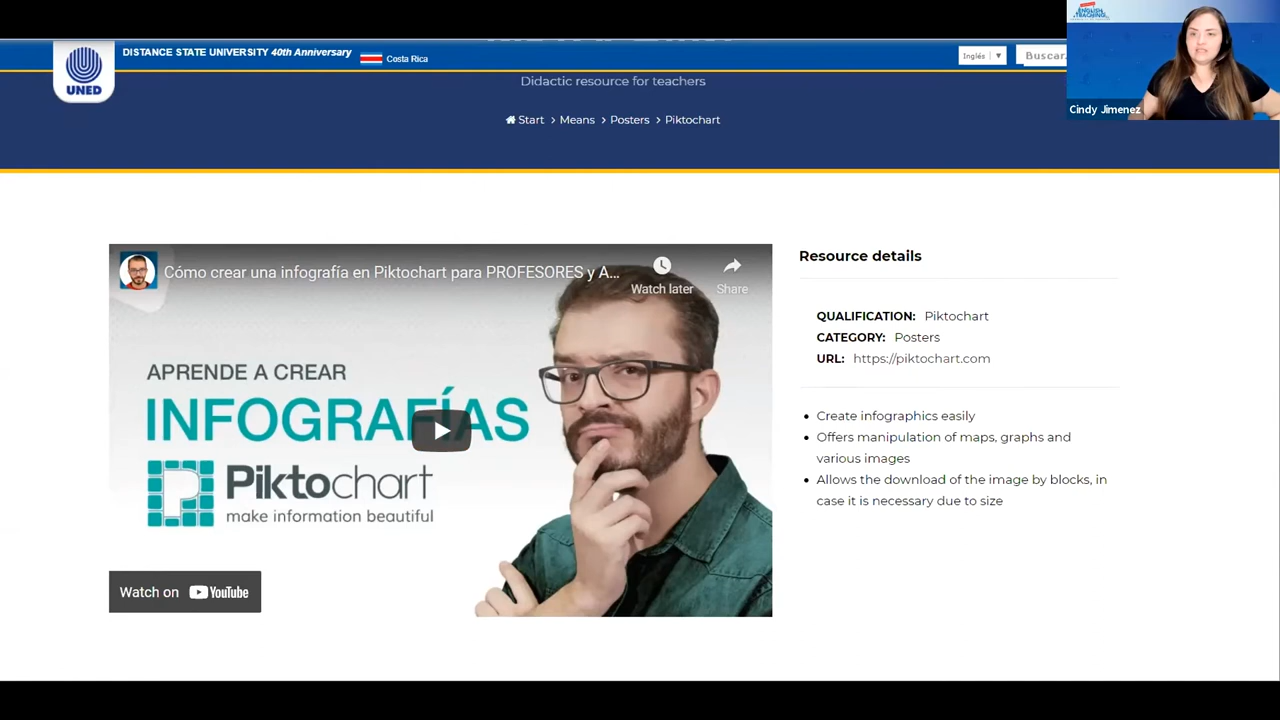 DISTANCE STATE UNIVERSITY 40th Anniversary
Costa Rica
UNED
Inglés
Buscar
ENGLISH
TEACHING
Cindy Jimenez
Didactic resource for teachers
Start > Means > Posters > Piktochart
Cómo crear una infografía en Piktochart para PROFESORES y A...
Watch later
Share
APRENDE A CREAR
INFOGRAFÍAS
Piktochart
make information beautiful
Watch on YouTube
Resource details
QUALIFICATION: Piktochart
CATEGORY: Posters
URL: https://piktochart.com
Create infographics easily
Offers manipulation of maps, graphs and
various images
Allows the download of the image by blocks, in
case it is necessary due to size